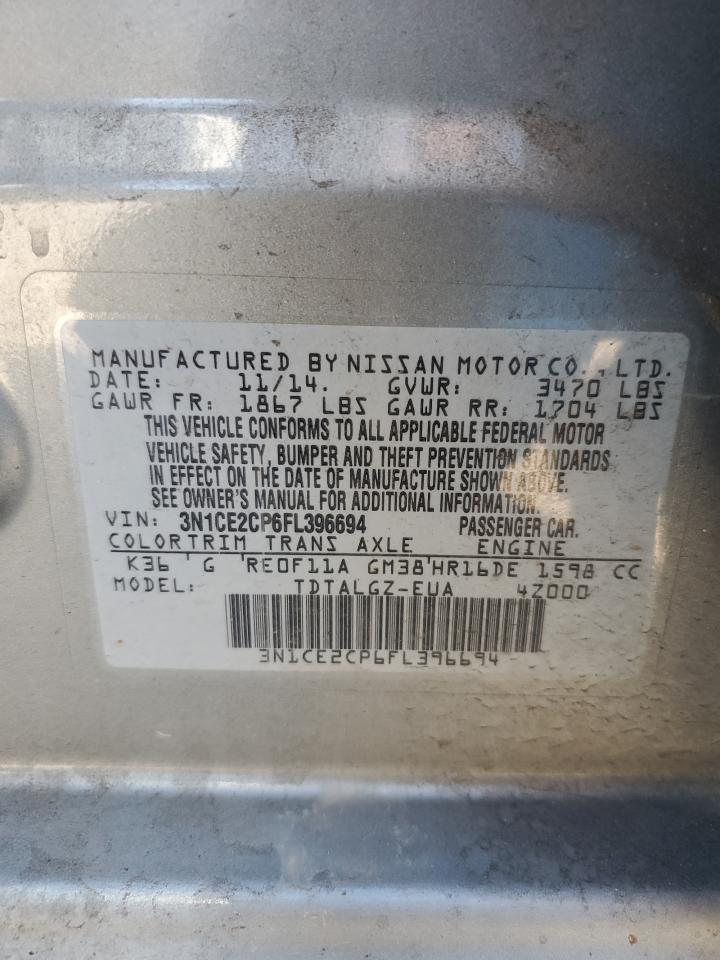 MANUFACTURED BY NISSAN MOTOR CO., LTD.
DATE: 11/14. GVWR: 3470 LBS
GAWR FR: 1867 LBS GAWR RR: 1704 LBS
THIS VEHICLE CONFORMS TO ALL APPLICABLE FEDERAL MOTOR
VEHICLE SAFETY, BUMPER AND THEFT PREVENTION STANDARDS
IN EFFECT ON THE DATE OF MANUFACTURE SHOWN ABOVE.
SEE OWNER'S MANUAL FOR ADDITIONAL INFORMATION.
VIN: 3N1CE2CP6FL396694 PASSENGER CAR.
COLORTRIM TRANS AXLE ENGINE
K36 G RE0F11A GM38 HR16DE 1598 CC
MODEL: TDTALGZ-EUA 4Z000
3N1CE2CP6FL396694